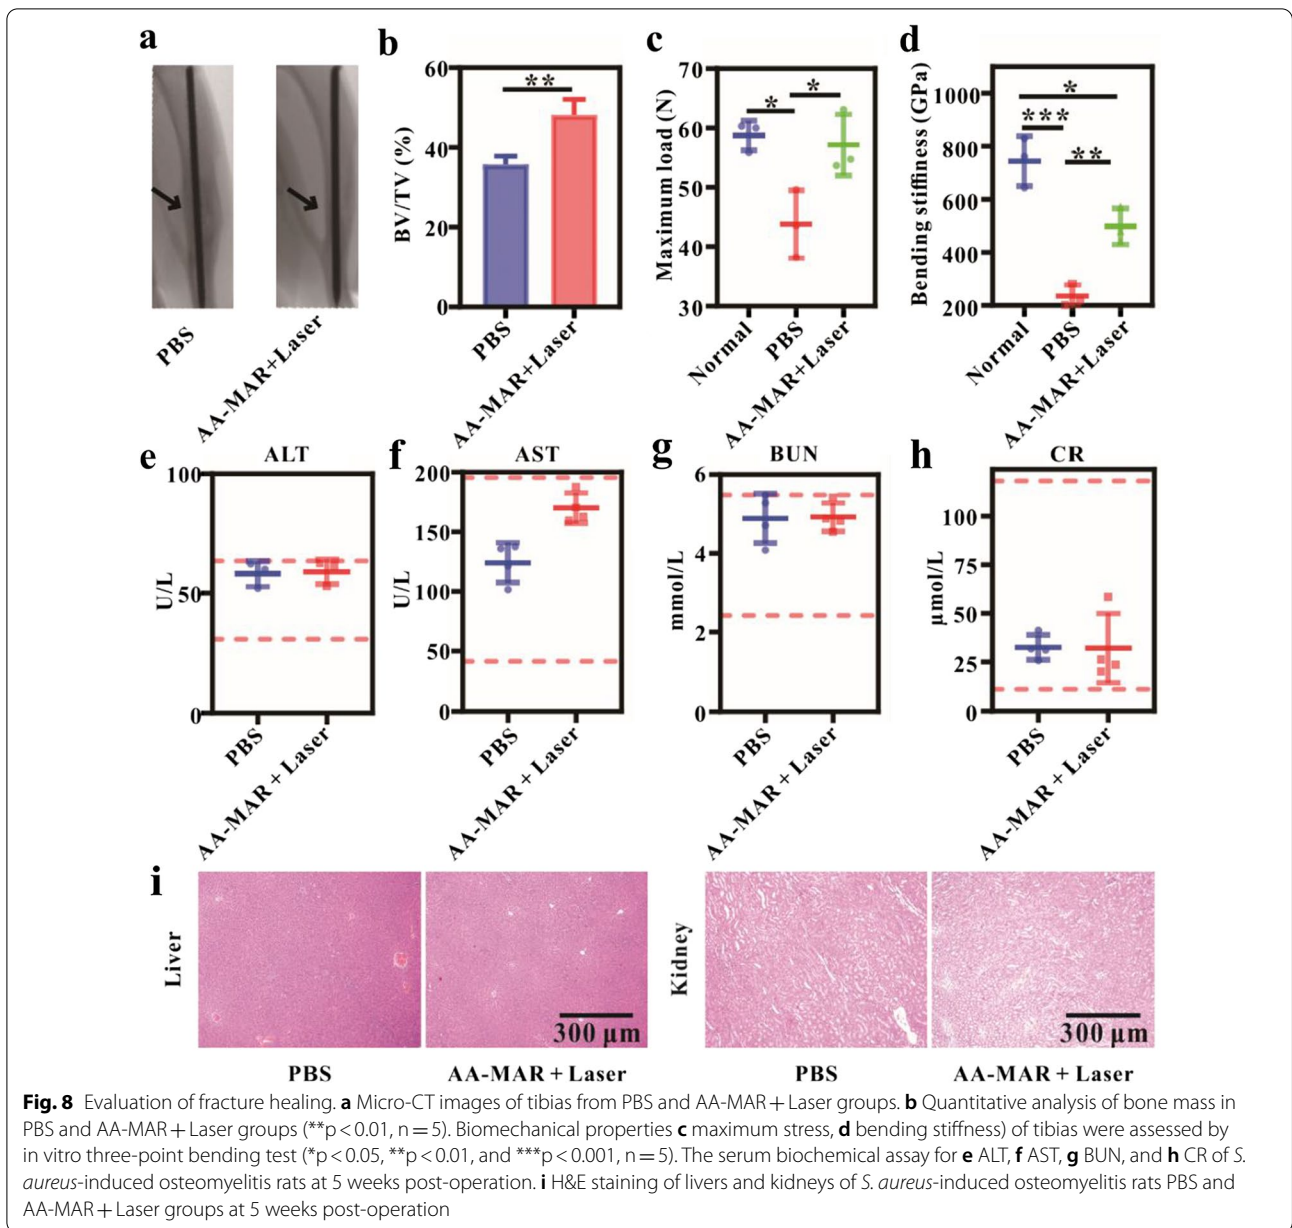 a
b
c
d
60
40
20
0
BV/TV (%)
**
PBS
AA-MAR+Laser
PBS
AA-MAR+Laser
70
60
50
40
30
Maximum load (N)
*
*
Normal
PBS
AA-MAR+Laser
1000
800
600
400
200
Bending stiffness (GPa)
*
***
**
Normal
PBS
AA-MAR+Laser
e
ALT
100
50
0
U/L
PBS
AA-MAR + Laser
f
AST
200
150
100
50
0
U/L
PBS
AA-MAR + Laser
g
BUN
6
4
2
0
mmol/L
PBS
AA-MAR + Laser
h
CR
100
75
50
25
0
μmol/L
PBS
AA-MAR + Laser
i
Liver
300 μm
PBS
AA-MAR + Laser
Kidney
300 μm
PBS
AA-MAR + Laser
Fig. 8 Evaluation of fracture healing. a Micro-CT images of tibias from PBS and AA-MAR + Laser groups. b Quantitative analysis of bone mass in
PBS and AA-MAR + Laser groups (**p < 0.01, n = 5). Biomechanical properties c maximum stress, d bending stiffness) of tibias were assessed by
in vitro three-point bending test (*p < 0.05, **p < 0.01, and ***p < 0.001, n = 5). The serum biochemical assay for e ALT, f AST, g BUN, and h CR of S.
aureus-induced osteomyelitis rats at 5 weeks post-operation. i H&E staining of livers and kidneys of S. aureus-induced osteomyelitis rats PBS and
AA-MAR + Laser groups at 5 weeks post-operation